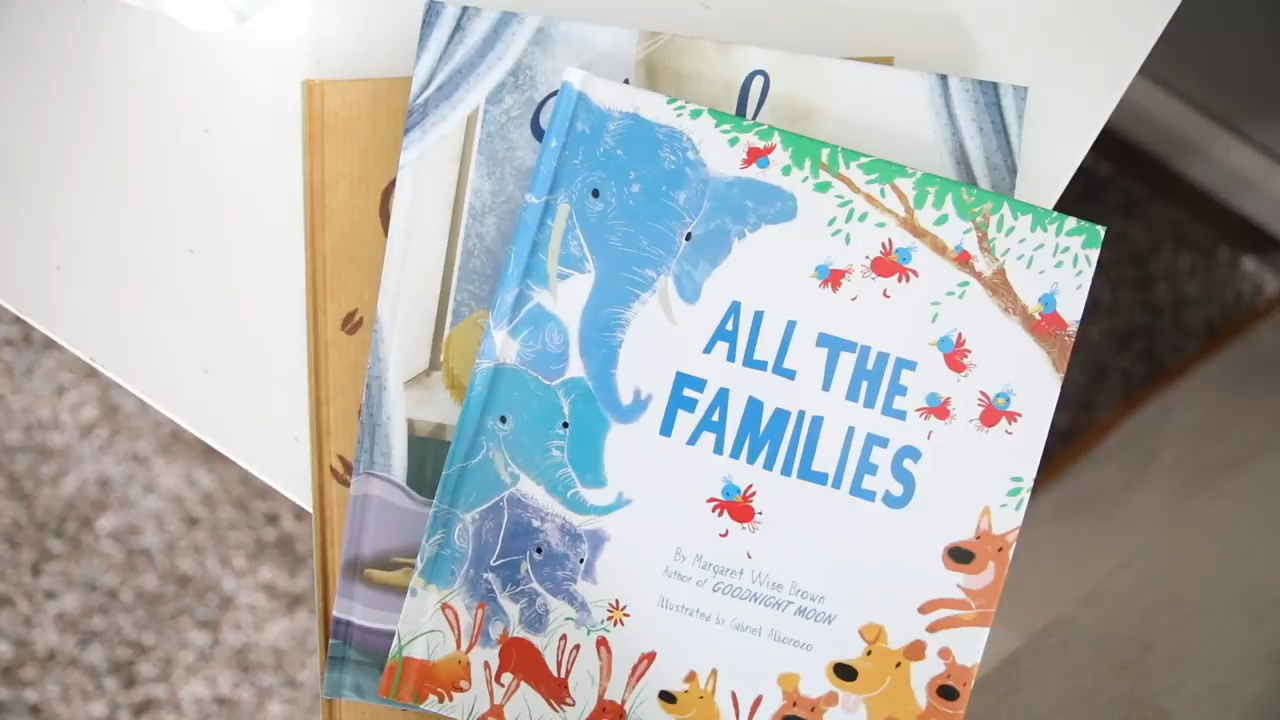 ALL THE
FAMILIES
By Margaret Wise Brown
Author of GOODNIGHT MOON
Illustrated by Gabriel Alborozo